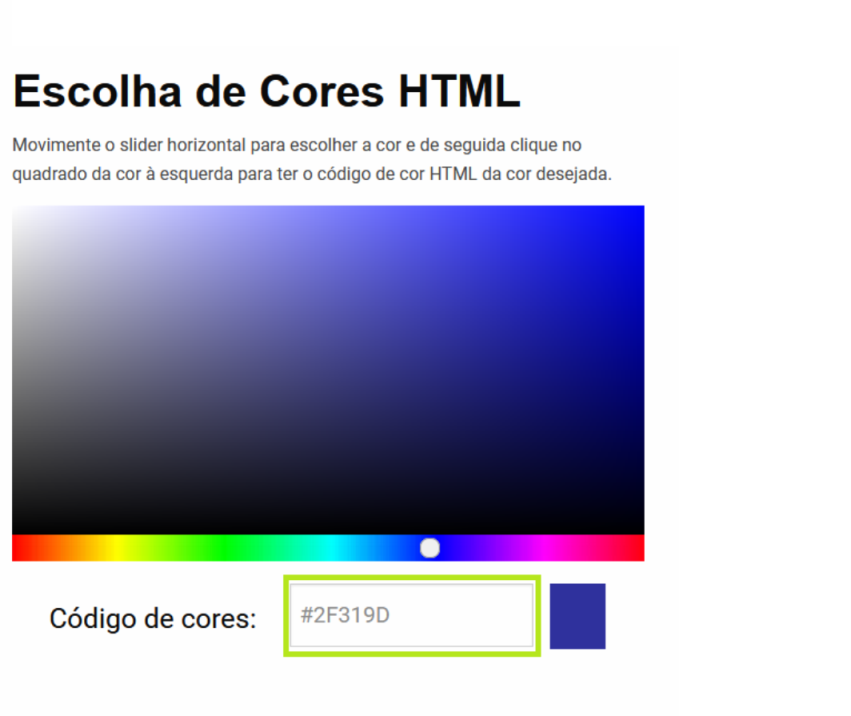 Escolha de Cores HTML
Movimente o slider horizontal para escolher a cor e de seguida clique no
quadrado da cor à esquerda para ter o código de cor HTML da cor desejada.
Código de cores: #2F319D